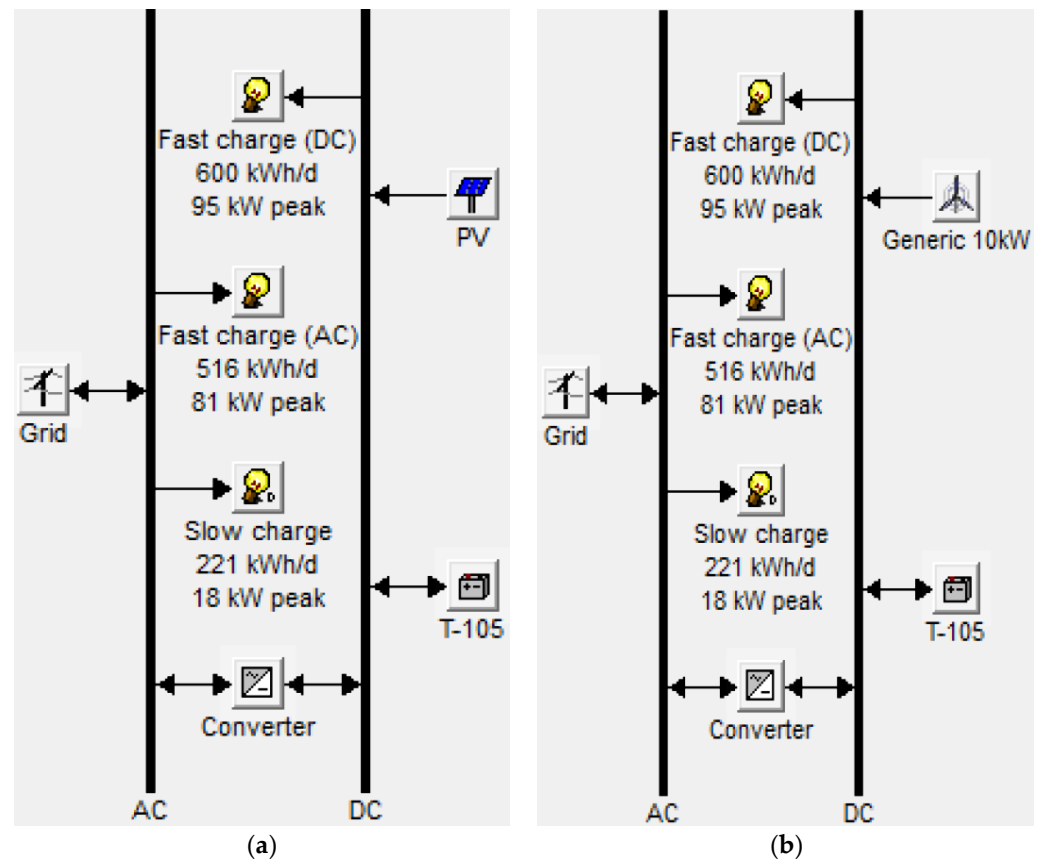 Fast charge (DC)
600 kWh/d
95 kW peak
PV
Fast charge (AC)
516 kWh/d
81 kW peak
Grid
Slow charge
221 kWh/d
18 kW peak
T-105
Converter
AC
DC
(a)
Fast charge (DC)
600 kWh/d
95 kW peak
Generic 10kW
Fast charge (AC)
516 kWh/d
81 kW peak
Grid
Slow charge
221 kWh/d
18 kW peak
T-105
Converter
AC
DC
(b)